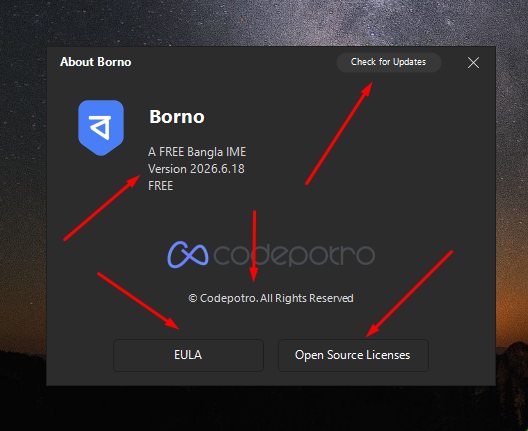 About Borno
Check for Updates
ব
Borno
A FREE Bangla IME
Version 2026.6.18
FREE
codepotro
© Codepotro. All Rights Reserved
EULA
Open Source Licenses